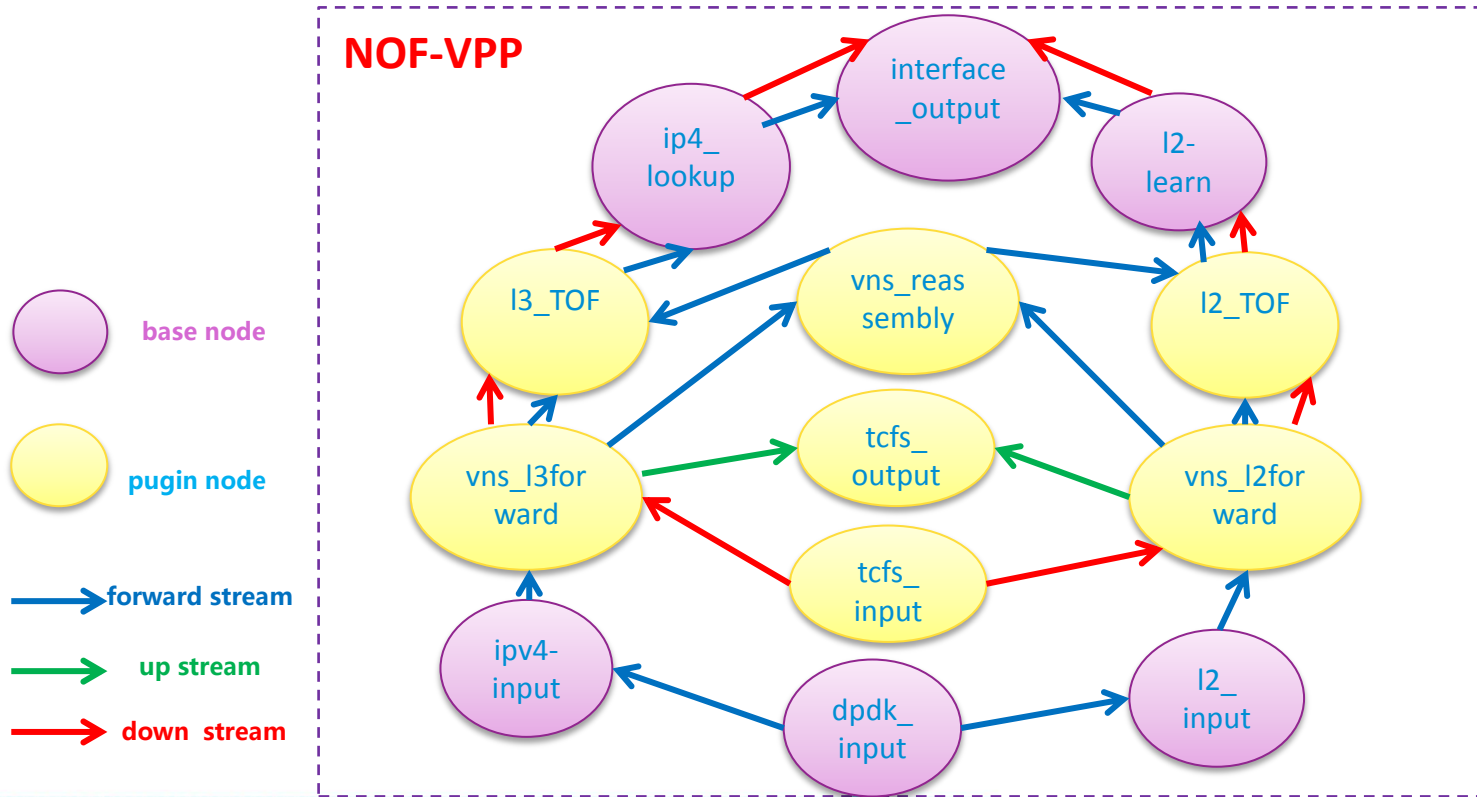 NOF-VPP
interface
_output
ip4_
lookup
l2-
learn
l3_TOF
vns_reas
sembly
l2_TOF
base node
tcfs_
output
pugin node
vns_l3for
ward
vns_l2for
ward
tcfs_
input
forward stream
ipv4-
input
up stream
l2_
input
dpdk_
input
down  stream